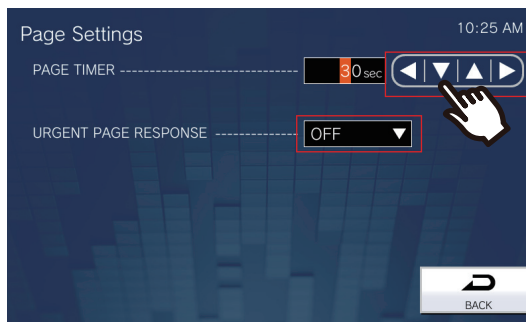 Page Settings
10:25 AM
PAGE TIMER
30 sec
URGENT PAGE RESPONSE
OFF
BACK